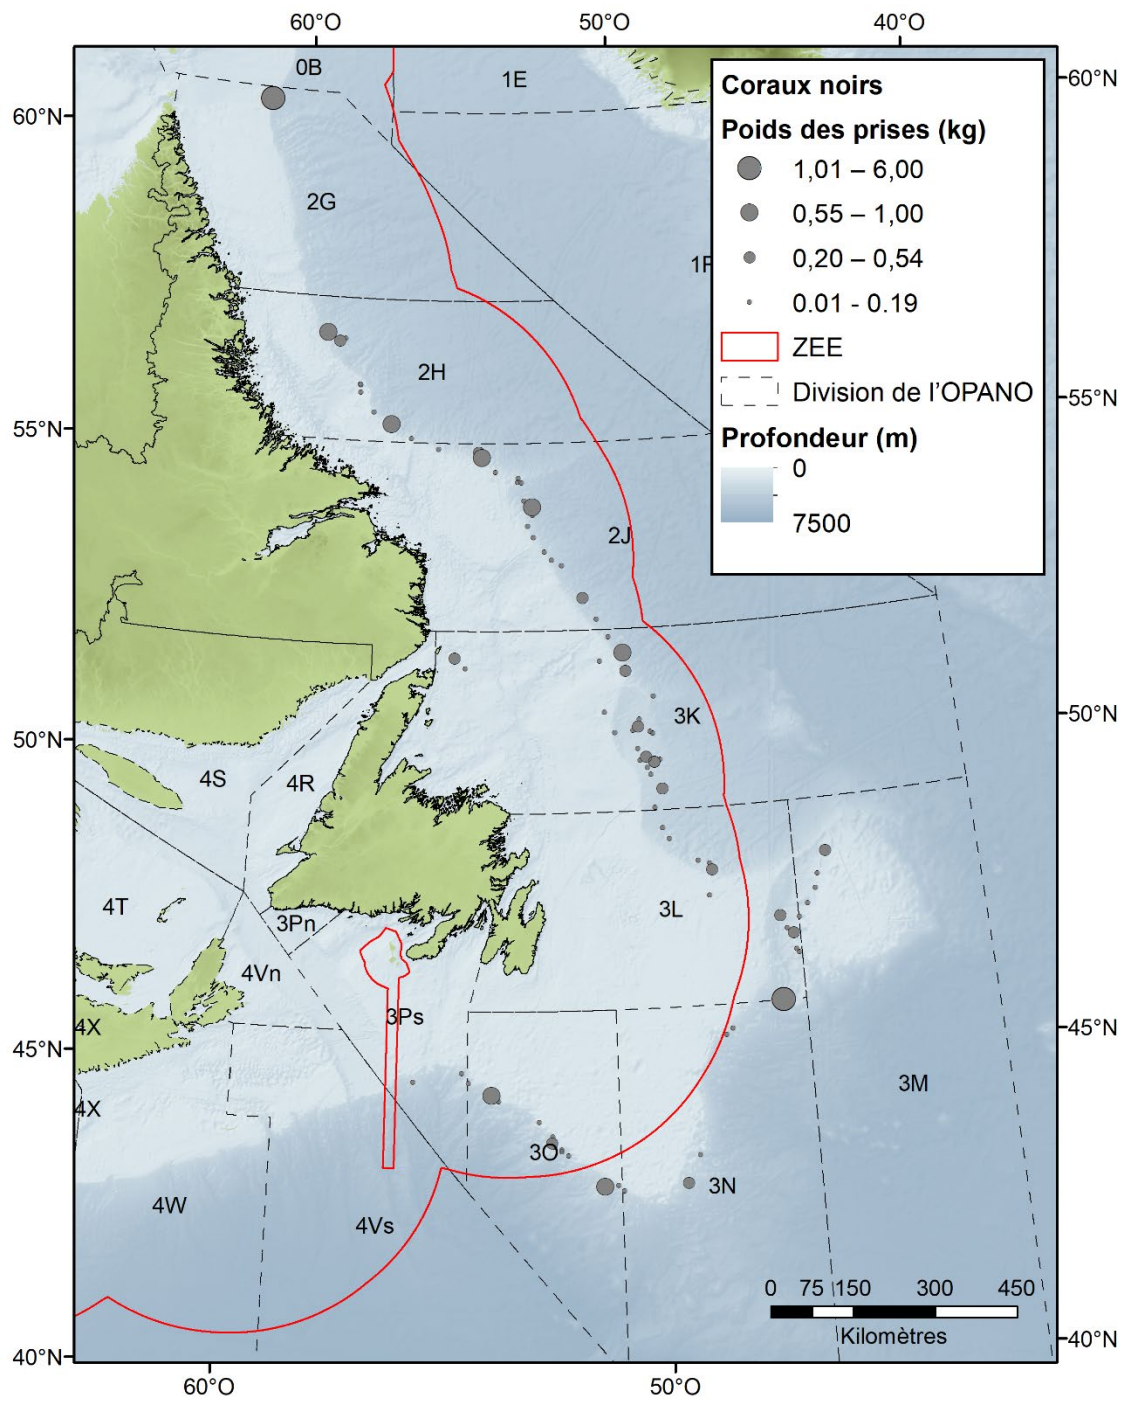 60°O 50°O 40°O
60°N
60°N
55°N
55°N
50°N
50°N
45°N
45°N
40°N
40°N
60°O 50°O
0B
1E
2G
1F
2H
2J
3K
4S
4R
3L
4T
3Pn
4Vn
3Ps
4X
3M
4X
3O
3N
4W
4Vs
Coraux noirs
Poids des prises (kg)
1,01 – 6,00
0,55 – 1,00
0,20 – 0,54
0.01 - 0.19
ZEE
Division de l’OPANO
Profondeur (m)
0
7500
0 75 150 300 450
Kilomètres